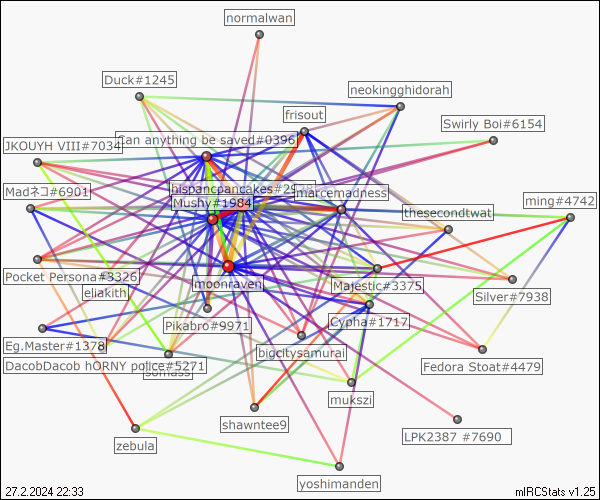 normalwan
Duck#1245
neokingghidorah
frisout
Swirly Boi#6154
Can anything be saved#0396
JKOUYH VIII#7034
hispancpancakes#29
marcemadness
Madネコ#6901
Mushy#1984
ming#4742
thesecondtwat
Pocket Persona#3326
moonraven
Majestic#3375
eliakith
Silver#7938
Pikabro#9971
Cypha#1717
Eg.Master#1378
bigcitysamurai
DacobDacob hORNY police#5271
Fedora Stoat#4479
mukszi
shawntee9
LPK2387 #7690
zebula
yoshimanden
27.2.2024 22:33
mIRCStats v1.25